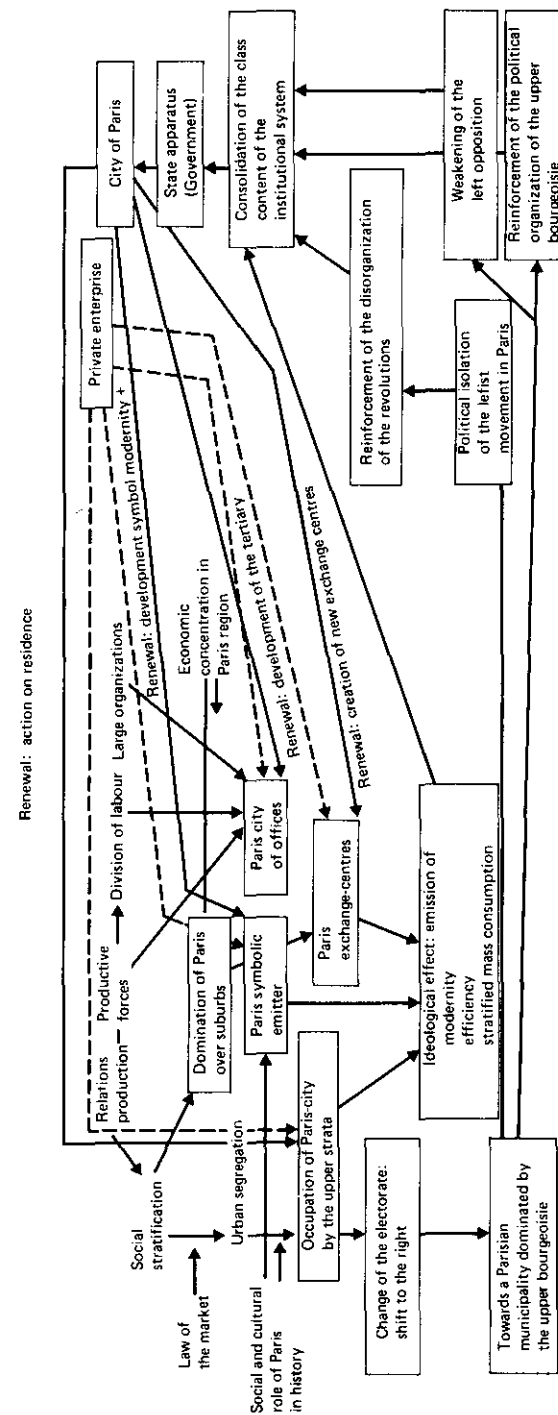 Renewal: action on residence
Relations
production
Productive
forces
Division of labour
Large organizations
Private enterprise
City of Paris
Social
stratification
Renewal: development symbol modernity +
State apparatus
(Government)
Law of
the market
Urban segregation
Domination of Paris
over suburbs
Economic
concentration in
Paris region
Social and cultural
role of Paris
in history
Paris symbolic
emitter
Paris city
of offices
Renewal: development of the tertiary
Consolidation of the class
content of the
institutional system
Occupation of Paris-city
by the upper strata
Paris
exchange-centres
Renewal: creation of new exchange centres
Reinforcement of the disorganization
of the revolutions
Change of the electorate:
shift to the right
Ideological effect: emission of
modernity
efficiency
stratified mass consumption
Political isolation
of the leftist
movement in Paris
Weakening of the
left opposition
Towards a Parisian
municipality dominated by
the upper bourgeoisie
Reinforcement of the political
organization of the upper
bourgeoisie